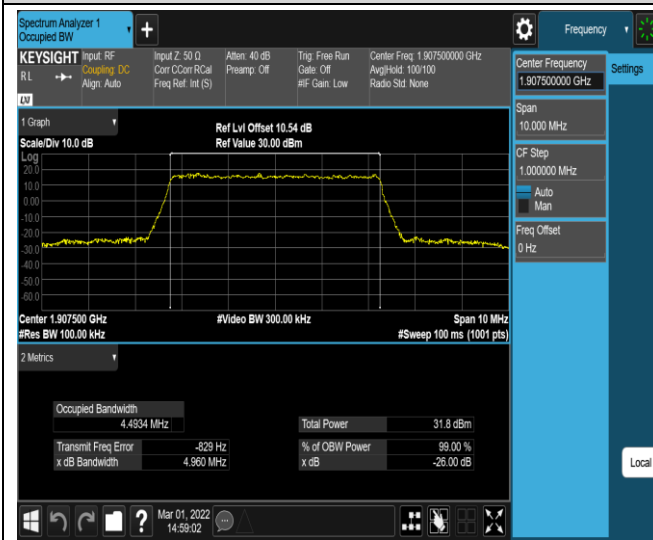 Spectrum Analyzer 1
Occupied BW
+
Frequency
KEYSIGHT
Input: RF
Coupling: DC
Align: Auto
Input Z: 50 Ω
Corr CCorr RCal
Freq Ref: Int (S)
Atten: 40 dB
Preamp: Off
Trig: Free Run
Gate: Off
#IF Gain: Low
Center Freq: 1.907500000 GHz
Avg|Hold: 100/100
Radio Std: None
RL
LXI
1 Graph
Scale/Div 10.0 dB
Ref Lvl Offset 10.54 dB
Ref Value 30.00 dBm
Log
20.0
10.0
0.00
-10.0
-20.0
-30.0
-40.0
-50.0
-60.0
Center 1.907500 GHz
#Video BW 300.00 kHz
Span 10 MHz
#Res BW 100.00 kHz
#Sweep 100 ms (1001 pts)
2 Metrics
Occupied Bandwidth
4.4934 MHz
Total Power 31.8 dBm
Transmit Freq Error -829 Hz
% of OBW Power 99.00 %
x dB Bandwidth 4.960 MHz
x dB -26.00 dB
?
Mar 01, 2022
14:59:02
Center Frequency
1.907500000 GHz
Settings
Span
10.000 MHz
CF Step
1.000000 MHz
Auto
Man
Freq Offset
0 Hz
Local